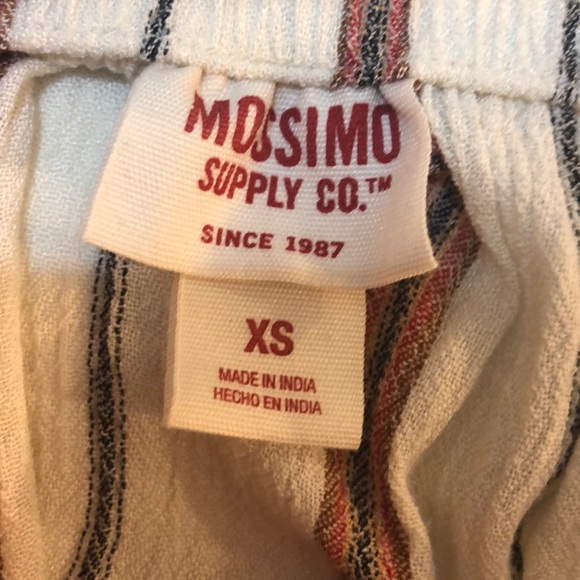 MOSSIMO
SUPPLY CO.™
SINCE 1987
XS
MADE IN INDIA
HECHO EN INDIA